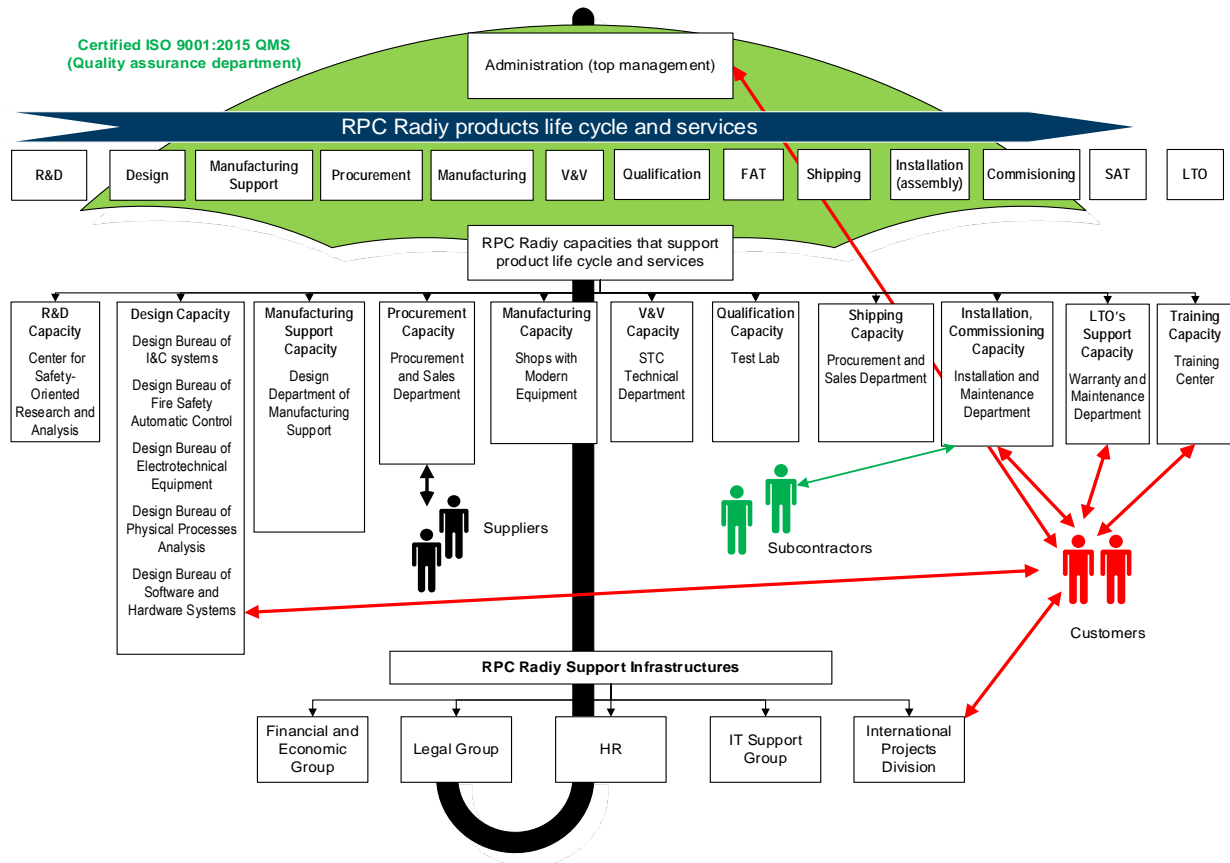 Certified ISO 9001:2015 QMS
(Quality assurance department)
Administration (top management)
RPC Radiy products life cycle and services
R&D
Design
Manufacturing
Support
Procurement
Manufacturing
V&V
Qualification
FAT
Shipping
Installation
(assembly)
Commisioning
SAT
LTO
RPC Radiy capacities that support
product life cycle and services
R&D
Capacity
Center for
Safety-
Oriented
Research and
Analysis
Design Capacity
Design Bureau of
I&C systems
Design Bureau of
Fire Safety
Automatic Control
Design Bureau of
Electrotechnical
Equipment
Design Bureau of
Physical Processes
Analysis
Design Bureau of
Software and
Hardware Systems
Manufacturing
Support
Capacity
Design
Department of
Manufacturing
Support
Procurement
Capacity
Procurement
and Sales
Department
Manufacturing
Capacity
Shops with
Modern
Equipment
V&V
Capacity
STC
Technical
Department
Qualification
Capacity
Test Lab
Shipping
Capacity
Procurement and
Sales Department
Installation,
Commissioning
Capacity
Installation and
Maintenance
Department
LTO's
Support
Capacity
Warranty and
Maintenance
Department
Training
Capacity
Training
Center
Suppliers
Subcontractors
Customers
RPC Radiy Support Infrastructures
Financial and
Economic
Group
Legal Group
HR
IT Support
Group
International
Projects
Division